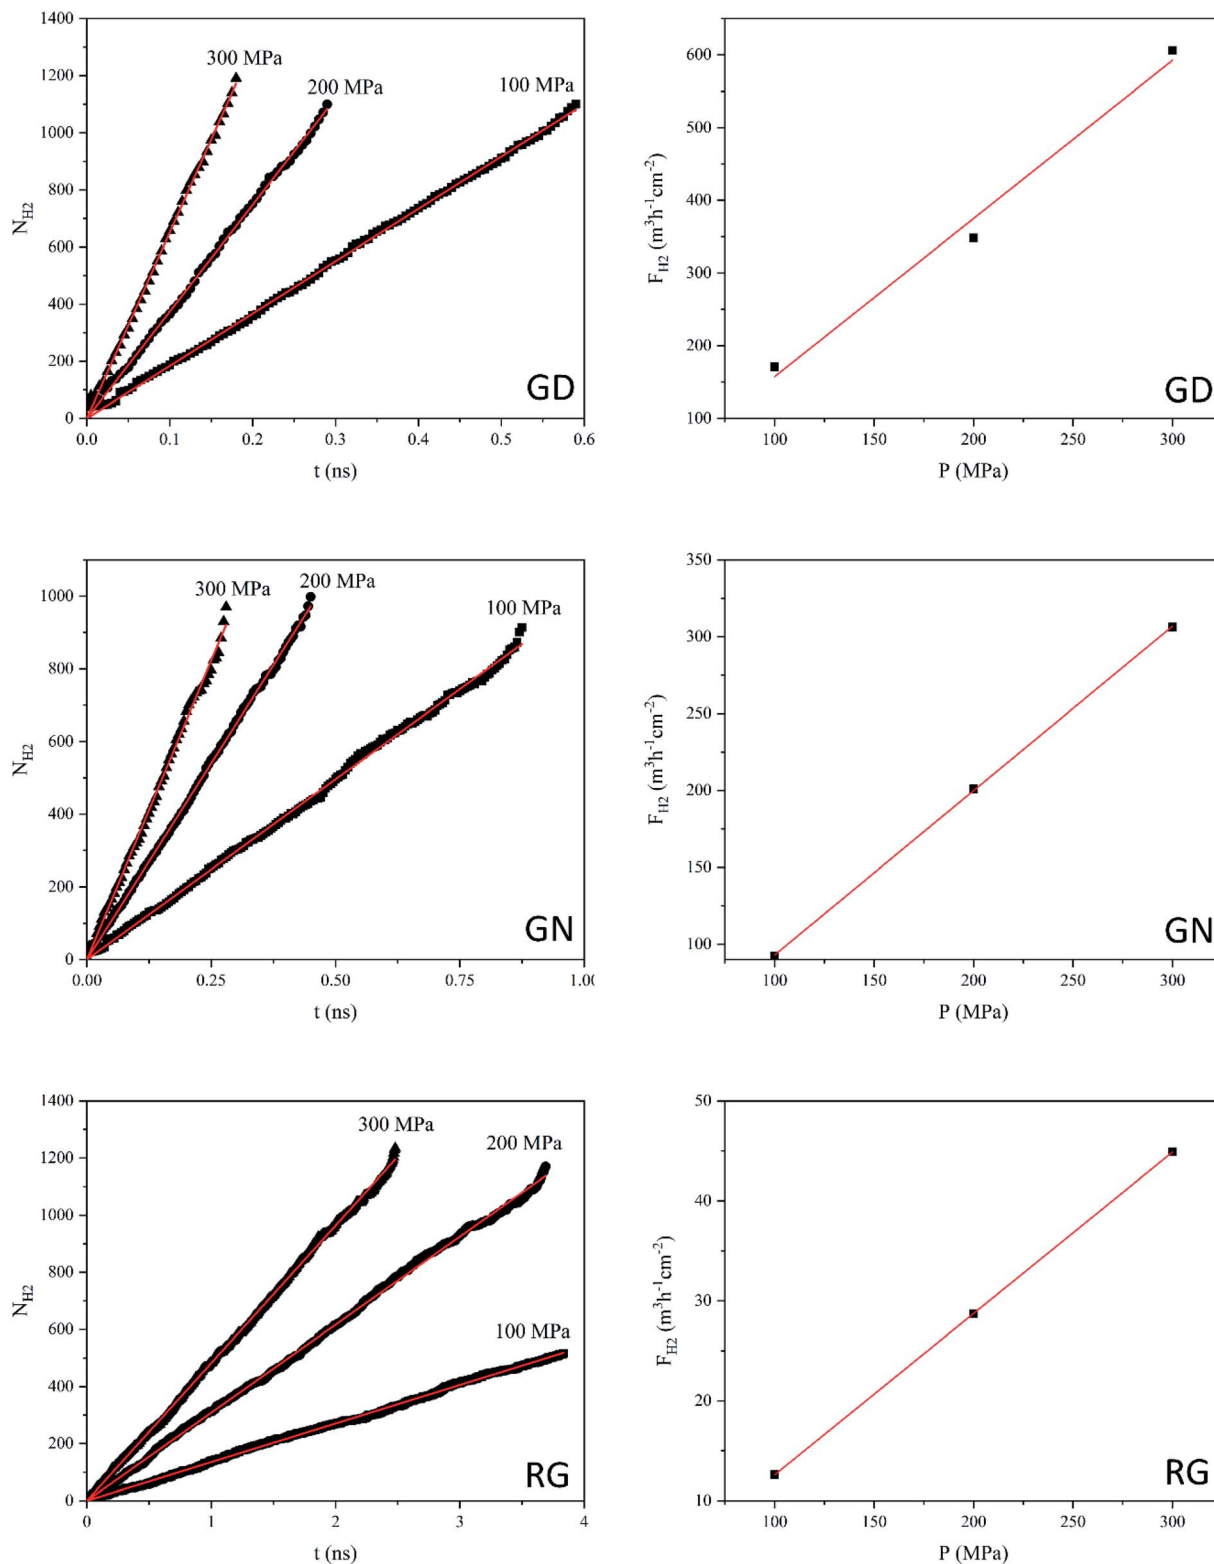 1400
1200
1000
800
600
400
200
0
N_H2
300 MPa
200 MPa
100 MPa
GD
0.0 0.1 0.2 0.3 0.4 0.5 0.6
t (ns)
600
500
400
300
200
100
F_H2 (m³h⁻¹cm⁻²)
GD
100 150 200 250 300
P (MPa)
1000
800
600
400
200
0
N_H2
300 MPa
200 MPa
100 MPa
GN
0.00 0.25 0.50 0.75 1.00
t (ns)
350
300
250
200
150
100
F_H2 (m³h⁻¹cm⁻²)
GN
100 150 200 250 300
P (MPa)
1400
1200
1000
800
600
400
200
0
N_H2
300 MPa
200 MPa
100 MPa
RG
0 1 2 3 4
t (ns)
50
40
30
20
10
F_H2 (m³h⁻¹cm⁻²)
RG
100 150 200 250 300
P (MPa)